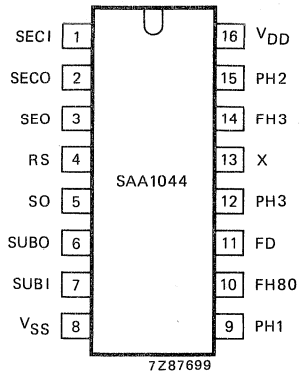 SECI 1 16 VDD
SECO 2 15 PH2
SEO 3 14 FH3
RS 4 13 X
SAA1044
SO 5 12 PH3
SUBO 6 11 FD
SUBI 7 10 FH80
VSS 8 9 PH1
7Z87699